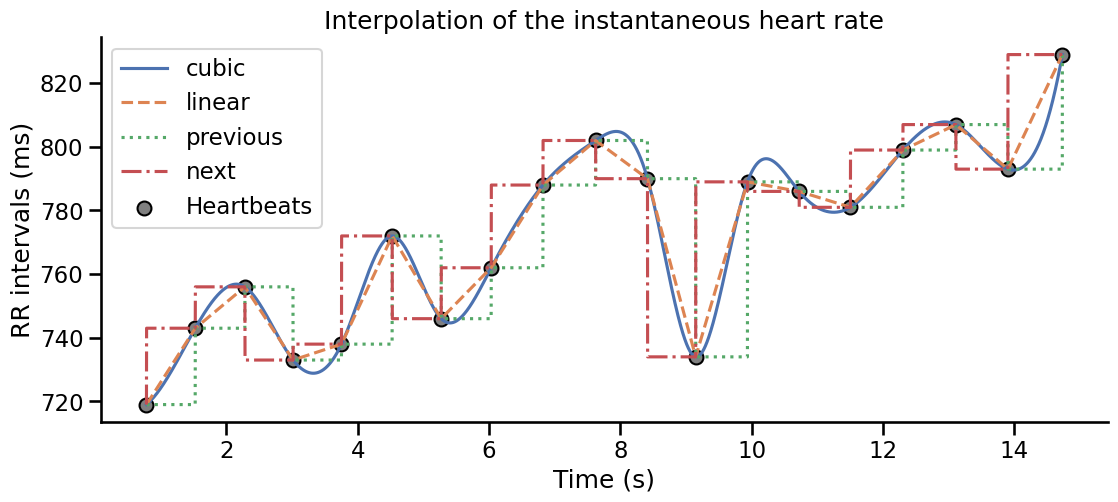 Interpolation of the instantaneous heart rate
cubic
linear
previous
next
Heartbeats
RR intervals (ms)
820
800
780
760
740
720
2 4 6 8 10 12 14
Time (s)